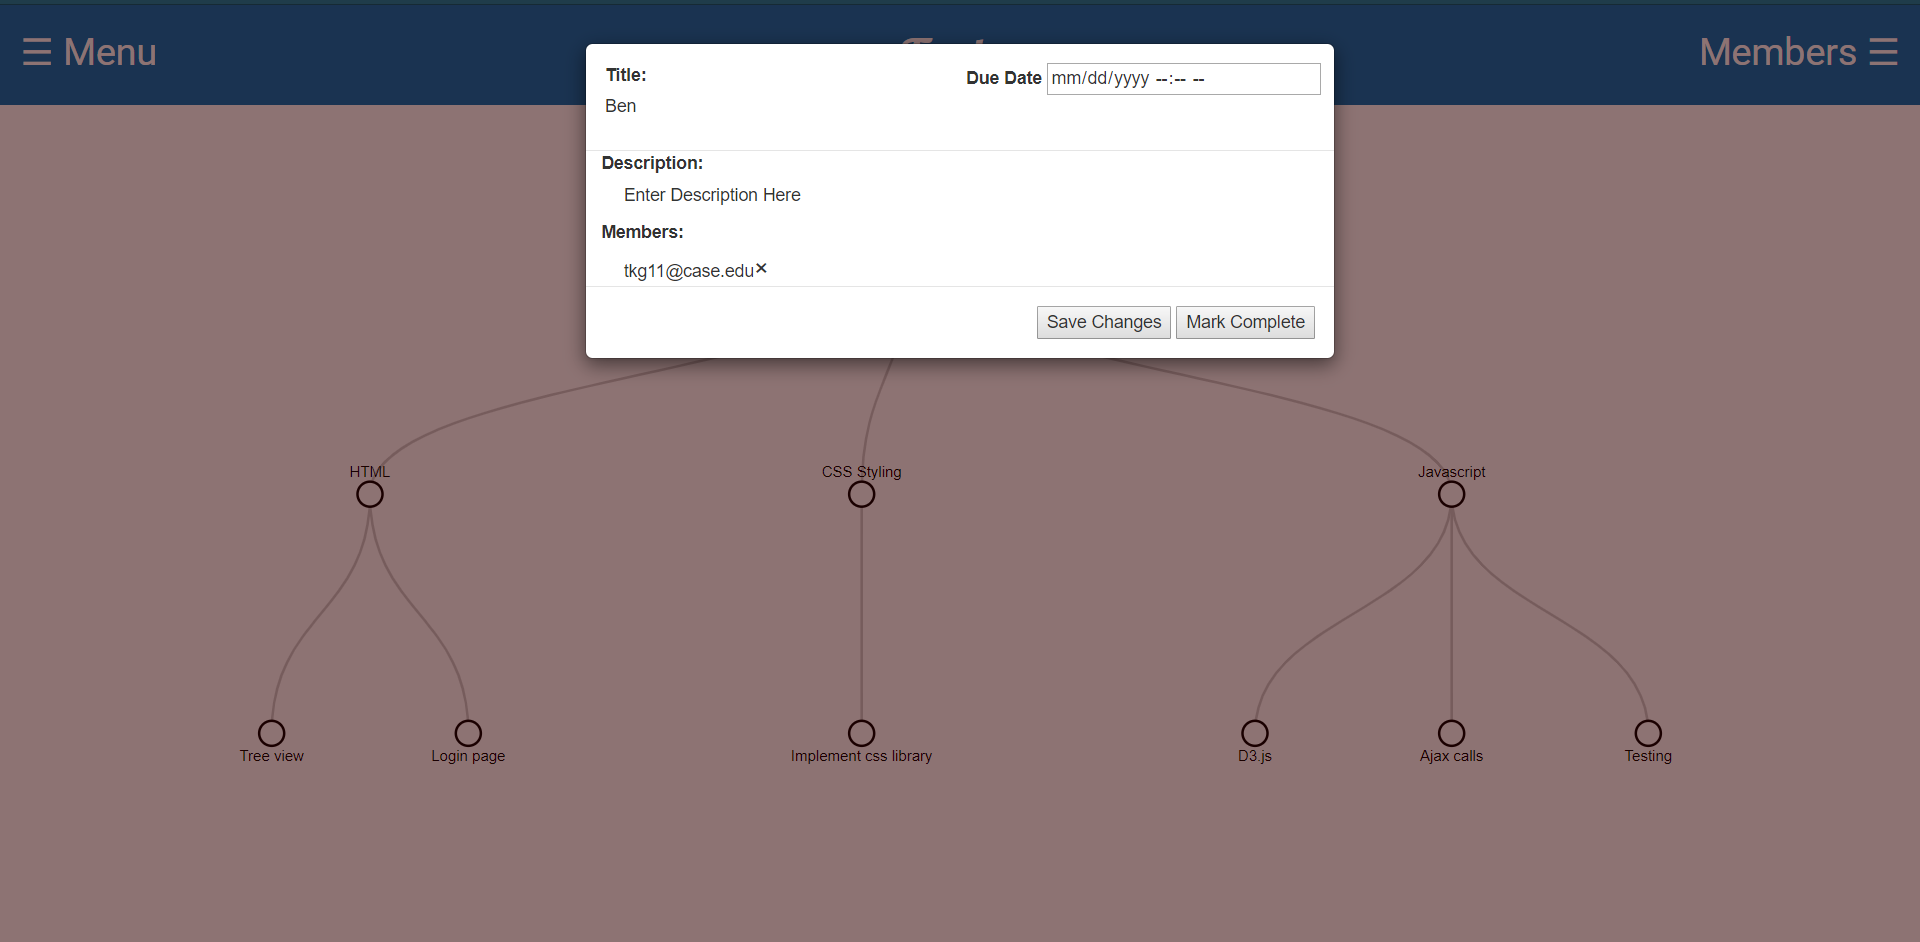 ☰ Menu
Members ☰
Title:
Due Date mm/dd/yyyy --:-- --
Ben
Description:
Enter Description Here
Members:
tkg11@case.edu✕
Save Changes Mark Complete
HTML CSS Styling Javascript
Tree view Login page Implement css library D3.js Ajax calls Testing